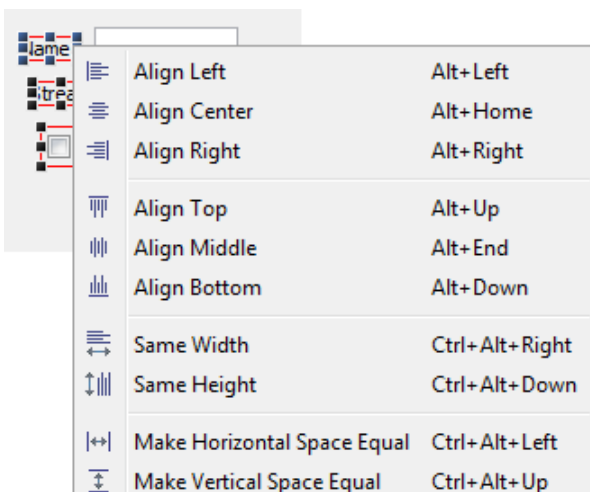 Name
Align Left Alt+Left
Align Center Alt+Home
Align Right Alt+Right
Align Top Alt+Up
Align Middle Alt+End
Align Bottom Alt+Down
Same Width Ctrl+Alt+Right
Same Height Ctrl+Alt+Down
Make Horizontal Space Equal Ctrl+Alt+Left
Make Vertical Space Equal Ctrl+Alt+Up